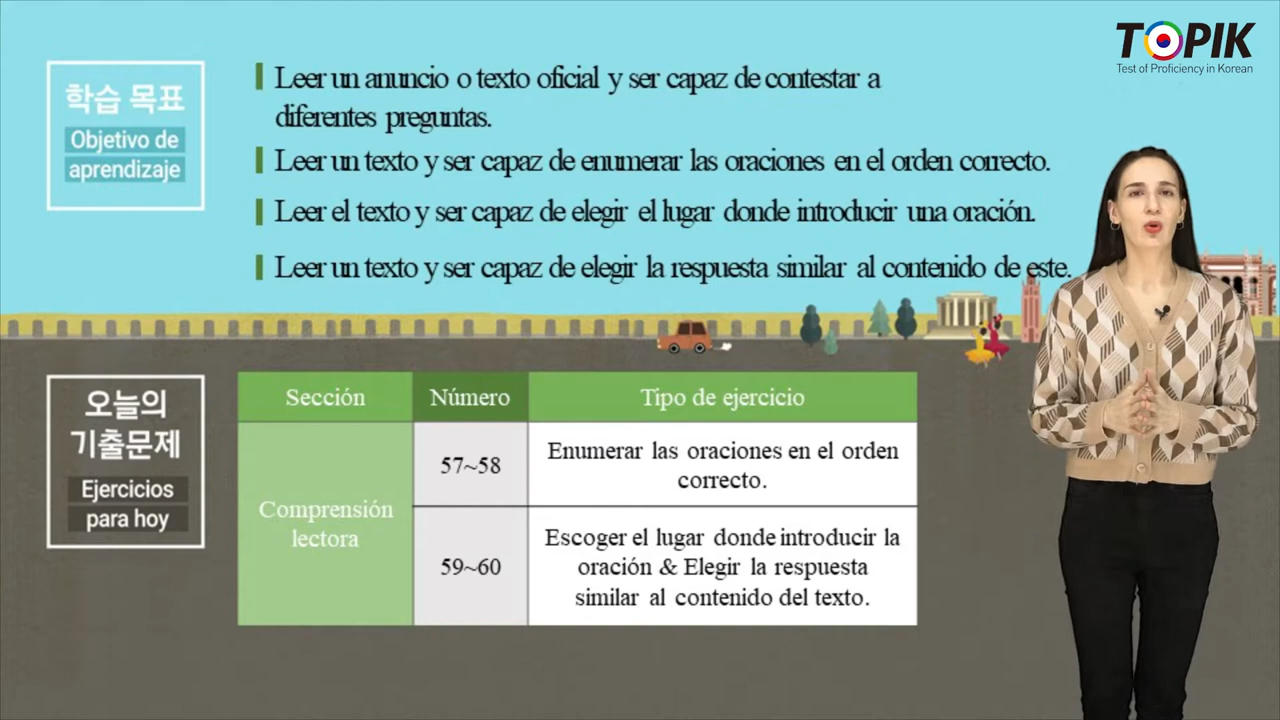 TOPIK
Test of Proficiency in Korean
학습 목표
Objetivo de
aprendizaje
Leer un anuncio o texto oficial y ser capaz de contestar a
diferentes preguntas.
Leer un texto y ser capaz de enumerar las oraciones en el orden correcto.
Leer el texto y ser capaz de elegir el lugar donde introducir una oración.
Leer un texto y ser capaz de elegir la respuesta similar al contenido de este.
오늘의
기출문제
Ejercicios
para hoy
Sección
Número
Tipo de ejercicio
Comprensión
lectora
57~58
Enumerar las oraciones en el orden
correcto.
59~60
Escoger el lugar donde introducir la
oración & Elegir la respuesta
similar al contenido del texto.